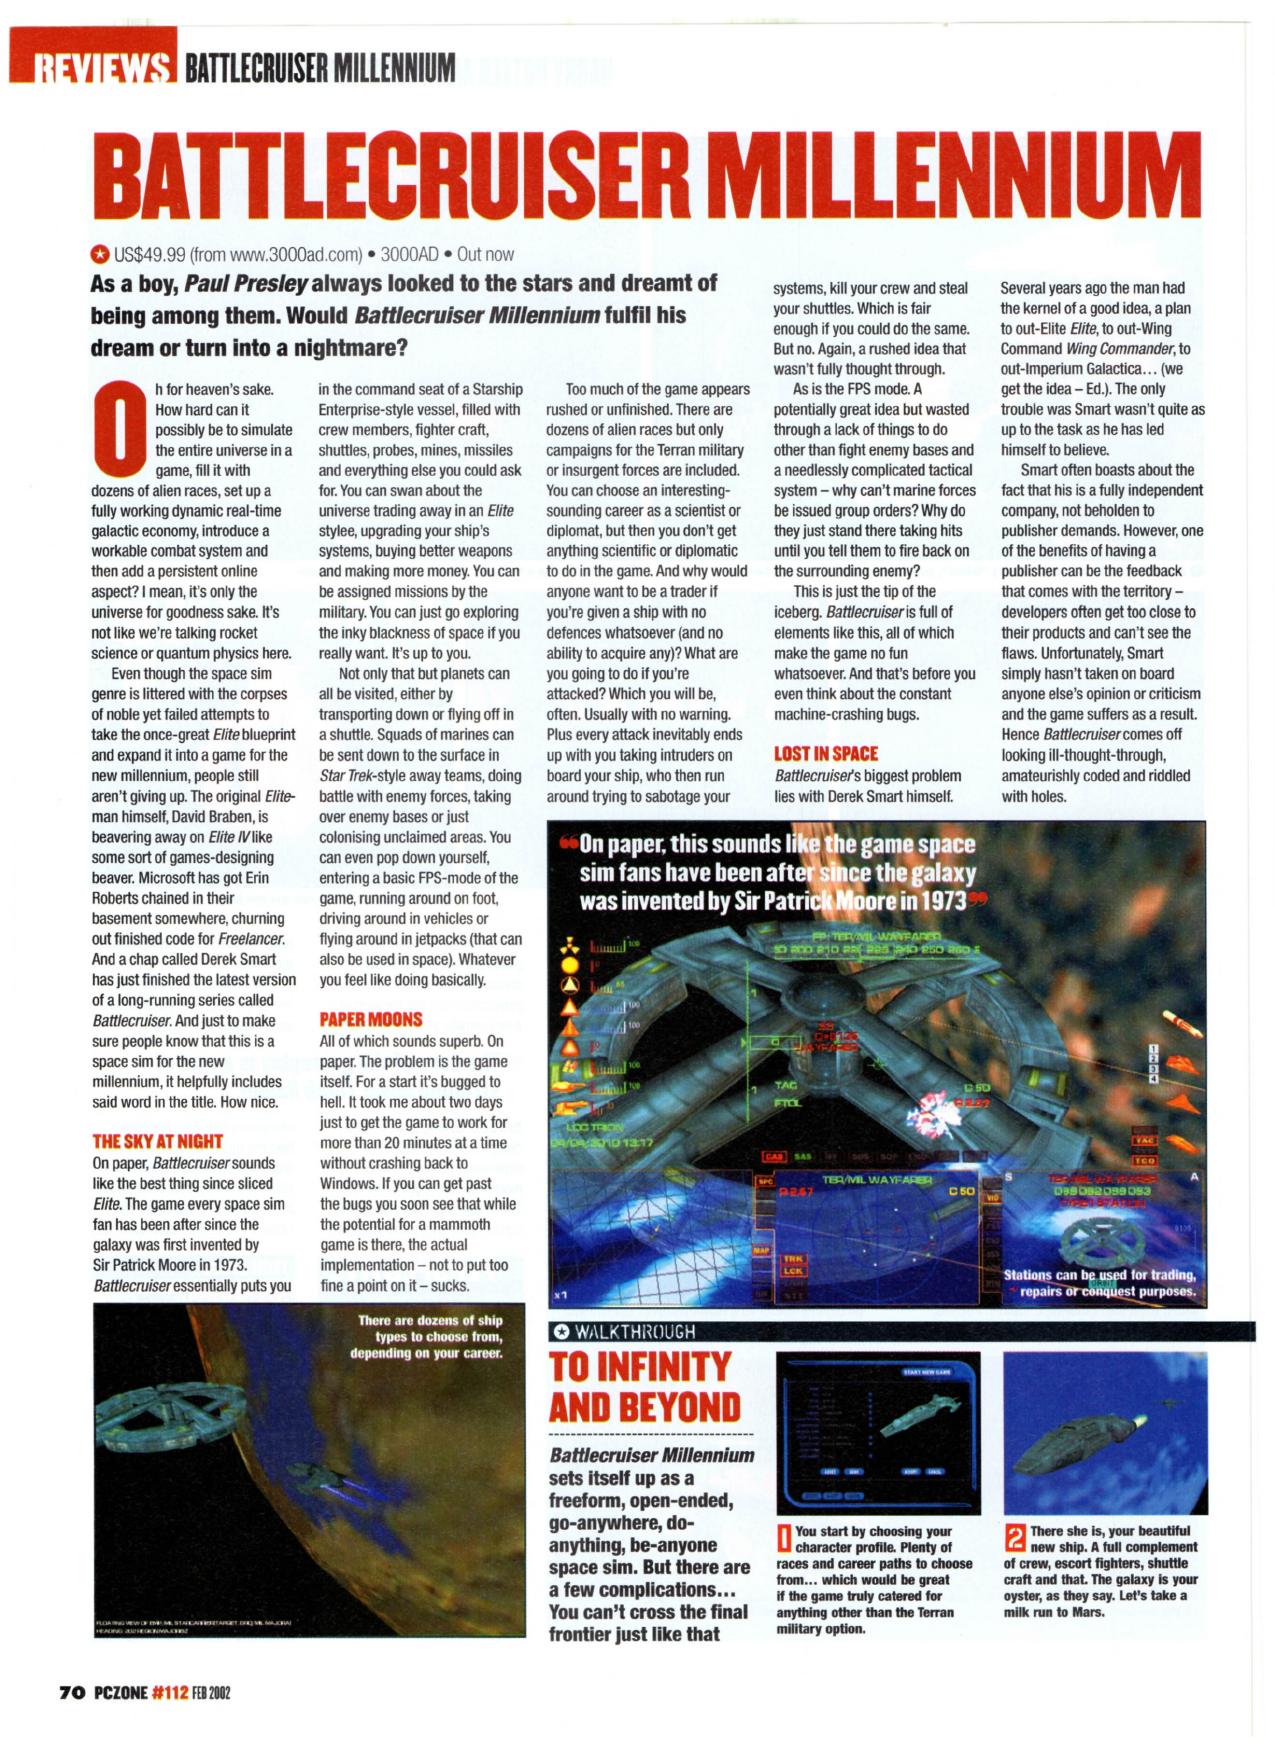 REVIEWS BATTLECRUISER MILLENNIUM
BATTLECRUISER MILLENNIUM
US$49.99 (from www.3000ad.com) • 3000AD • Out now
As a boy, Paul Presley always looked to the stars and dreamt of
being among them. Would Battlecruiser Millennium fulfil his
dream or turn into a nightmare?
Oh for heaven's sake.
How hard can it
possibly be to simulate
the entire universe in a
game, fill it with
dozens of alien races, set up a
fully working dynamic real-time
galactic economy, introduce a
workable combat system and
then add a persistent online
aspect? I mean, it's only the
universe for goodness sake. It's
not like we're talking rocket
science or quantum physics here.
Even though the space sim
genre is littered with the corpses
of noble yet failed attempts to
take the once-great Elite blueprint
and expand it into a game for the
new millennium, people still
aren't giving up. The original Elite-
man himself, David Braben, is
beavering away on Elite IV like
some sort of games-designing
beaver. Microsoft has got Erin
Roberts chained in their
basement somewhere, churning
out finished code for Freelancer.
And a chap called Derek Smart
has just finished the latest version
of a long-running series called
Battlecruiser. And just to make
sure people know that this is a
space sim for the new
millennium, it helpfully includes
said word in the title. How nice.
THE SKY AT NIGHT
On paper, Battlecruiser sounds
like the best thing since sliced
Elite. The game every space sim
fan has been after since the
galaxy was first invented by
Sir Patrick Moore in 1973.
Battlecruiser essentially puts you
in the command seat of a Starship
Enterprise-style vessel, filled with
crew members, fighter craft,
shuttles, probes, mines, missiles
and everything else you could ask
for. You can swan about the
universe trading away in an Elite
stylee, upgrading your ship's
systems, buying better weapons
and making more money. You can
be assigned missions by the
military. You can just go exploring
the inky blackness of space if you
really want. It's up to you.
Not only that but planets can
all be visited, either by
transporting down or flying off in
a shuttle. Squads of marines can
be sent down to the surface in
Star Trek-style away teams, doing
battle with enemy forces, taking
over enemy bases or just
colonising unclaimed areas. You
can even pop down yourself,
entering a basic FPS-mode of the
game, running around on foot,
driving around in vehicles or
flying around in jetpacks (that can
also be used in space). Whatever
you feel like doing basically.
PAPER MOONS
All of which sounds superb. On
paper. The problem is the game
itself. For a start it's bugged to
hell. It took me about two days
just to get the game to work for
more than 20 minutes at a time
without crashing back to
Windows. If you can get past
the bugs you soon see that while
the potential for a mammoth
game is there, the actual
implementation – not to put too
fine a point on it – sucks.
Too much of the game appears
rushed or unfinished. There are
dozens of alien races but only
campaigns for the Terran military
or insurgent forces are included.
You can choose an interesting-
sounding career as a scientist or
diplomat, but then you don't get
anything scientific or diplomatic
to do in the game. And why would
anyone want to be a trader if
you're given a ship with no
defences whatsoever (and no
ability to acquire any)? What are
you going to do if you're
attacked? Which you will be,
often. Usually with no warning.
Plus every attack inevitably ends
up with you taking intruders on
board your ship, who then run
around trying to sabotage your
systems, kill your crew and steal
your shuttles. Which is fair
enough if you could do the same.
But no. Again, a rushed idea that
wasn't fully thought through.
As is the FPS mode. A
potentially great idea but wasted
through a lack of things to do
other than fight enemy bases and
a needlessly complicated tactical
system – why can't marine forces
be issued group orders? Why do
they just stand there taking hits
until you tell them to fire back on
the surrounding enemy?
This is just the tip of the
iceberg. Battlecruiser is full of
elements like this, all of which
make the game no fun
whatsoever. And that's before you
even think about the constant
machine-crashing bugs.
LOST IN SPACE
Battlecruiser's biggest problem
lies with Derek Smart himself.
Several years ago the man had
the kernel of a good idea, a plan
to out-Elite Elite, to out-Wing
Command Wing Commander, to
out-Imperium Galactica... (we
get the idea – Ed.). The only
trouble was Smart wasn't quite as
up to the task as he has led
himself to believe.
Smart often boasts about the
fact that his is a fully independent
company, not beholden to
publisher demands. However, one
of the benefits of having a
publisher can be the feedback
that comes with the territory –
developers often get too close to
their products and can't see the
flaws. Unfortunately, Smart
simply hasn't taken on board
anyone else's opinion or criticism
and the game suffers as a result.
Hence Battlecruiser comes off
looking ill-thought-through,
amateurishly coded and riddled
with holes.
“On paper, this sounds like the game space
sim fans have been after since the galaxy
was invented by Sir Patrick Moore in 1973”
TER/MIL WAYFARER
TAC
FTOL
C 50
04/04/3010 13:17
CAS SAS
TAC
TCO
SPC
R 2.67
TER/MIL WAYFARER
C 50
VID
S
A
MAP
TRK
LCK
x1
1
2
3
4
Stations can be used for trading,
repairs or conquest purposes.
There are dozens of ship
types to choose from,
depending on your career.
WALKTHROUGH
TO INFINITY
AND BEYOND
Battlecruiser Millennium
sets itself up as a
freeform, open-ended,
go-anywhere, do-
anything, be-anyone
space sim. But there are
a few complications...
You can't cross the final
frontier just like that
START NEW GAME
1 You start by choosing your
character profile. Plenty of
races and career paths to choose
from... which would be great
if the game truly catered for
anything other than the Terran
military option.
2 There she is, your beautiful
new ship. A full complement
of crew, escort fighters, shuttle
craft and that. The galaxy is your
oyster, as they say. Let's take a
milk run to Mars.
70 PCZONE #112 FEB 2002